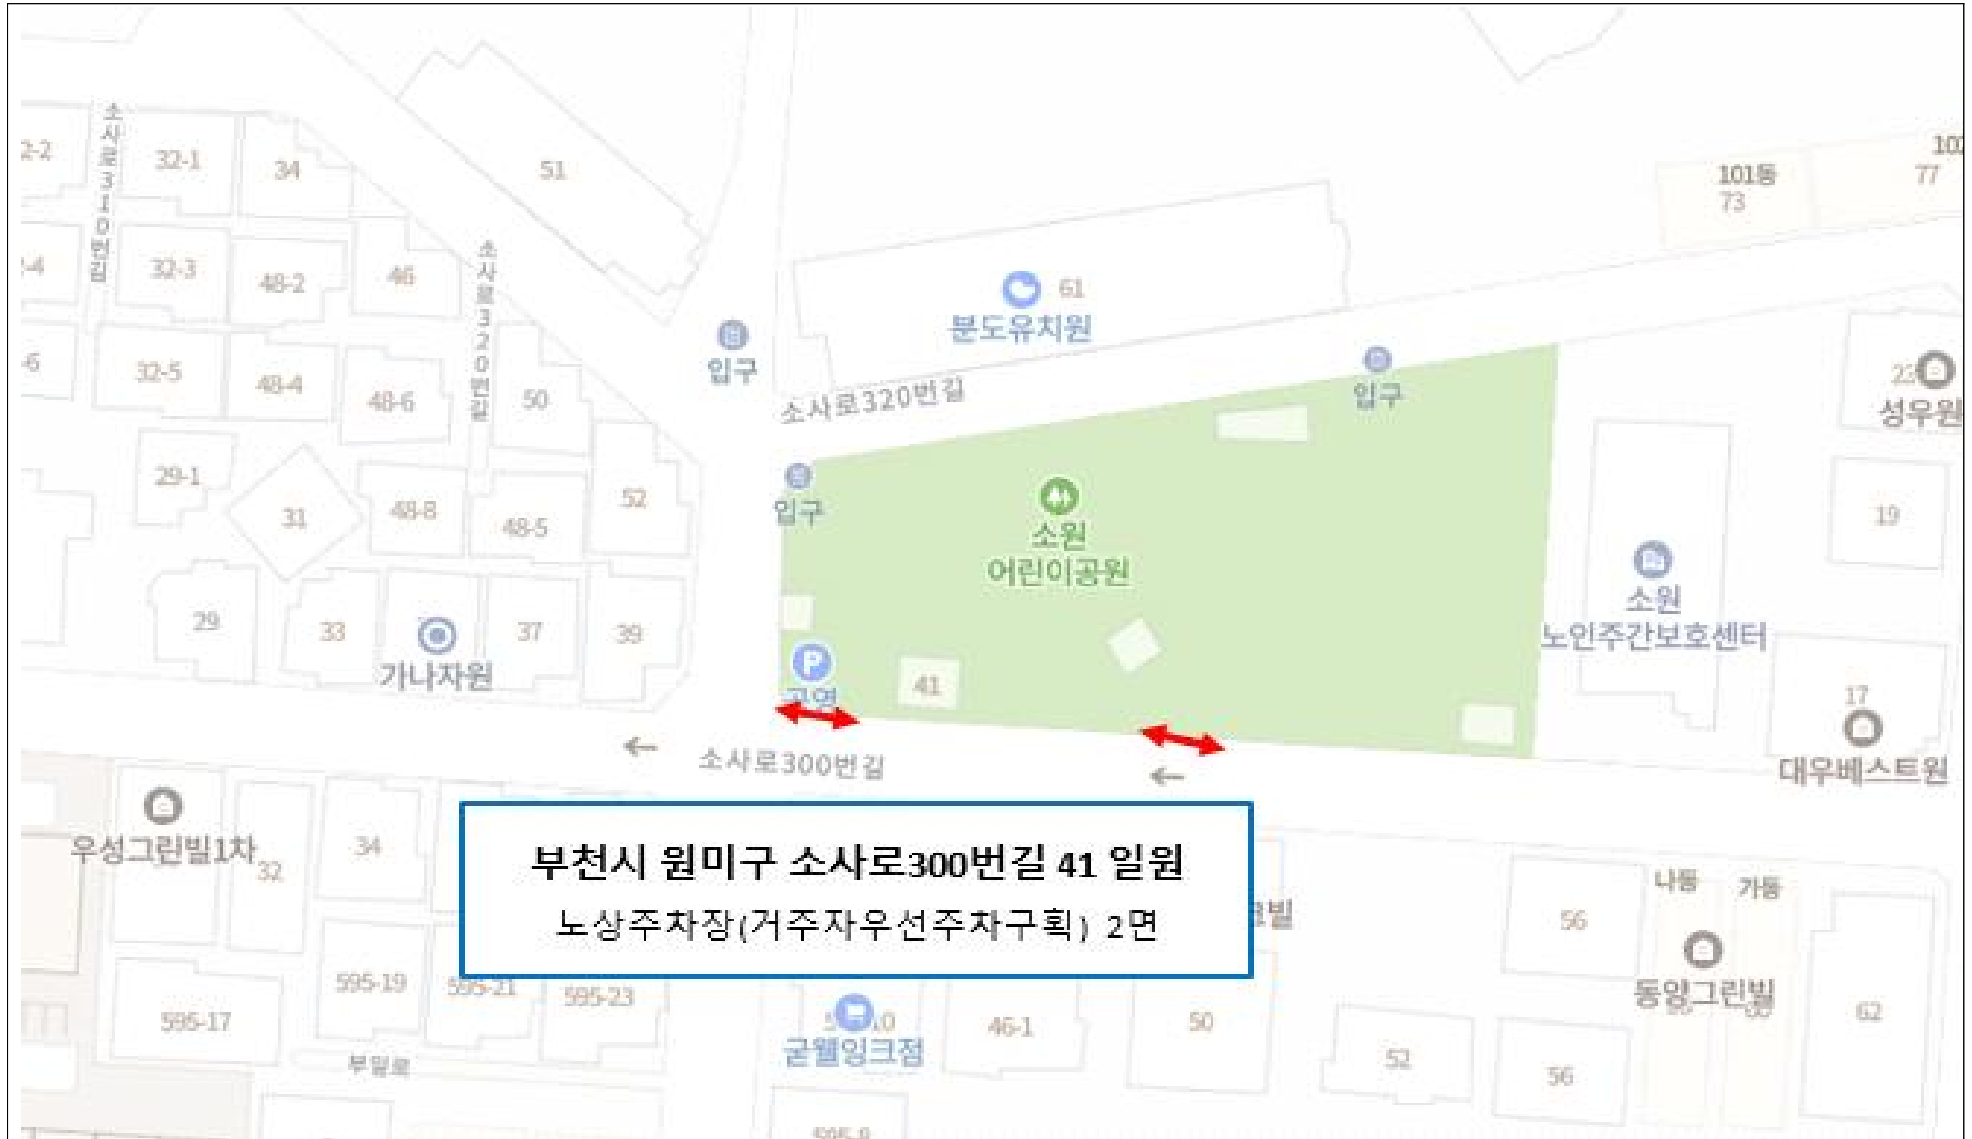 2-2
32-1
34
51
101동
73
77
소사로310번길
32-3
48-2
46
소사로320번길
61
분도유치원
입구
32-5
48-4
48-6
50
소사로320번길
입구
성우원
29-1
31
48-8
48-5
52
입구
소원
어린이공원
19
소원
노인주간보호센터
29
33
가나자원
37
39
P
공영
41
17
대우베스트원
소사로300번길
우성그린빌1차
32
34
부천시 원미구 소사로300번길 41 일원
노상주차장(거주자우선주차구획) 2면
56
나동
가동
동양그린빌
62
595-17
595-19
595-21
595-23
굳웰잉크점
46-1
50
52
56
부일로